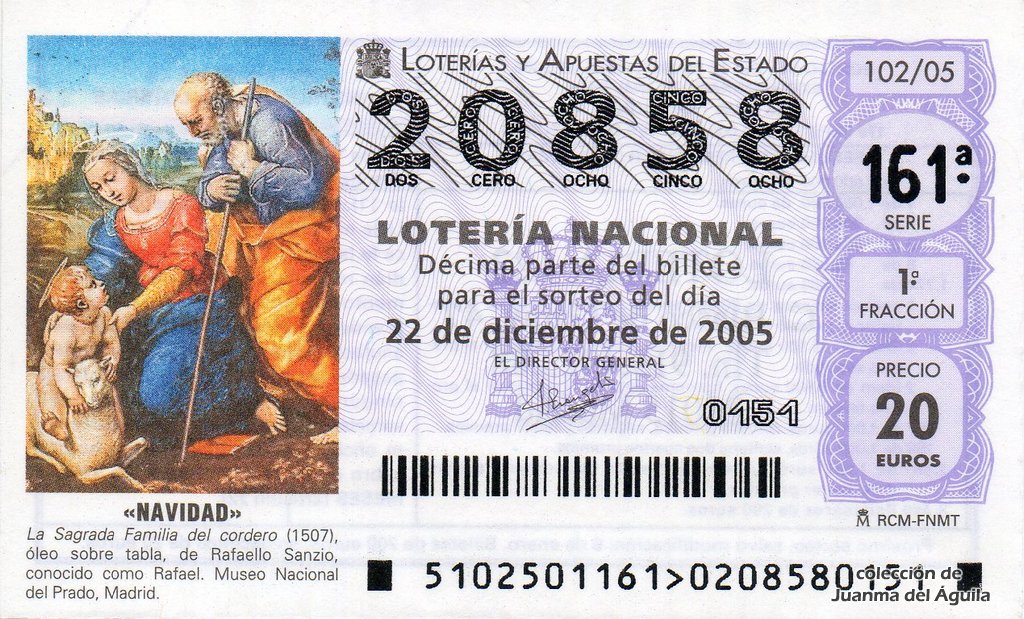 LOTERÍAS Y APUESTAS DEL ESTADO
20858
DOS CERO OCHO CINCO OCHO
LOTERÍA NACIONAL
Décima parte del billete
para el sorteo del día
22 de diciembre de 2005
EL DIRECTOR GENERAL
0151
102/05
161ª
SERIE
1ª
FRACCIÓN
PRECIO
20
EUROS
RCM-FNMT
«NAVIDAD»
La Sagrada Familia del cordero (1507),
óleo sobre tabla, de Rafaello Sanzio,
conocido como Rafael. Museo Nacional
del Prado, Madrid.
5102501161>0208580151
colección de
Juanma del Águila